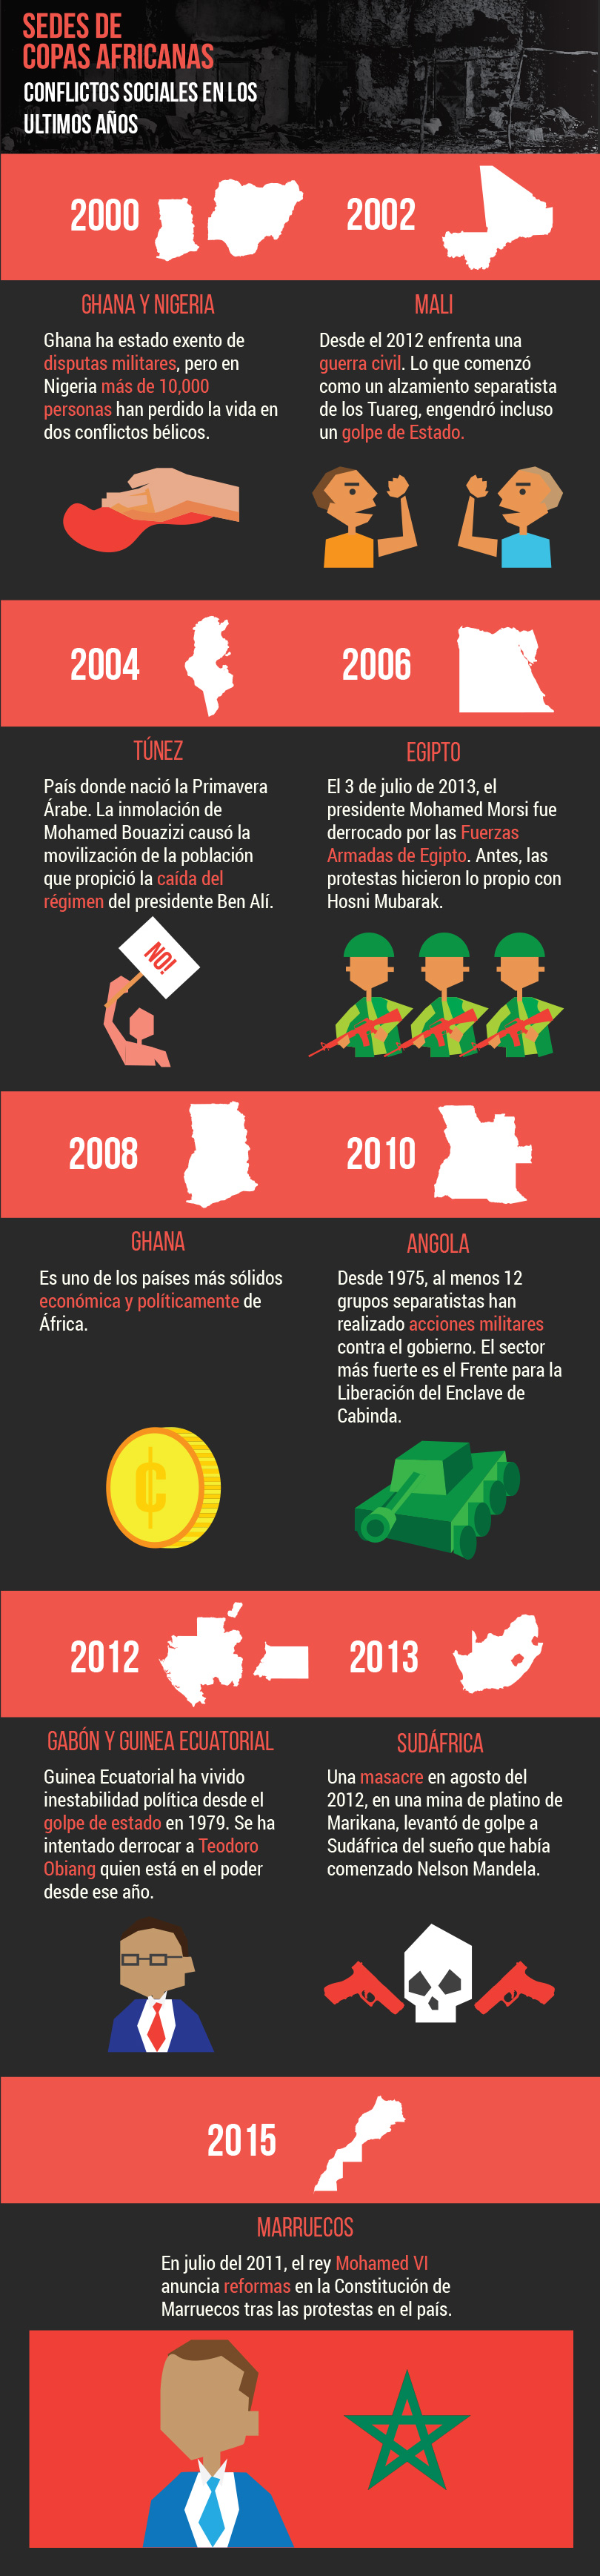 SEDES DE
COPAS AFRICANAS
CONFLICTOS SOCIALES EN LOS
ULTIMOS AÑOS
2000
2002
GHANA Y NIGERIA
Ghana ha estado exento de
disputas militares, pero en
Nigeria más de 10,000
personas han perdido la vida en
dos conflictos bélicos.
MALI
Desde el 2012 enfrenta una
guerra civil. Lo que comenzó
como un alzamiento separatista
de los Tuareg, engendró incluso
un golpe de Estado.
2004
2006
TÚNEZ
País donde nació la Primavera
Árabe. La inmolación de
Mohamed Bouazizi causó la
movilización de la población
que propició la caída del
régimen del presidente Ben Alí.
NO!
EGIPTO
El 3 de julio de 2013, el
presidente Mohamed Morsi fue
derrocado por las Fuerzas
Armadas de Egipto. Antes, las
protestas hicieron lo propio con
Hosni Mubarak.
2008
2010
GHANA
Es uno de los países más sólidos
económica y políticamente de
África.
₵
ANGOLA
Desde 1975, al menos 12
grupos separatistas han
realizado acciones militares
contra el gobierno. El sector
más fuerte es el Frente para la
Liberación del Enclave de
Cabinda.
2012
2013
GABÓN Y GUINEA ECUATORIAL
Guinea Ecuatorial ha vivido
inestabilidad política desde el
golpe de estado en 1979. Se ha
intentado derrocar a Teodoro
Obiang quien está en el poder
desde ese año.
SUDÁFRICA
Una masacre en agosto del
2012, en una mina de platino de
Marikana, levantó de golpe a
Sudáfrica del sueño que había
comenzado Nelson Mandela.
2015
MARRUECOS
En julio del 2011, el rey Mohamed VI
anuncia reformas en la Constitución de
Marruecos tras las protestas en el país.